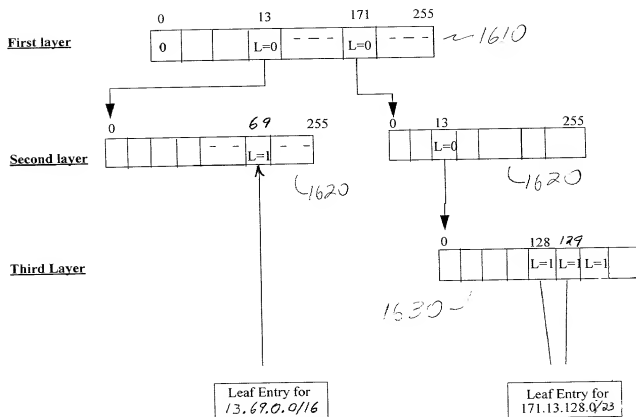 0 13 171 255
First layer 0 L=0 L=0 1610
0 69 255 0 13 255
Second layer L=1 L=0
1620 1620
0 128 129
Third Layer L=1 L=1 L=1
1630
Leaf Entry for Leaf Entry for
13.69.0.0/16 171.13.128.0/23